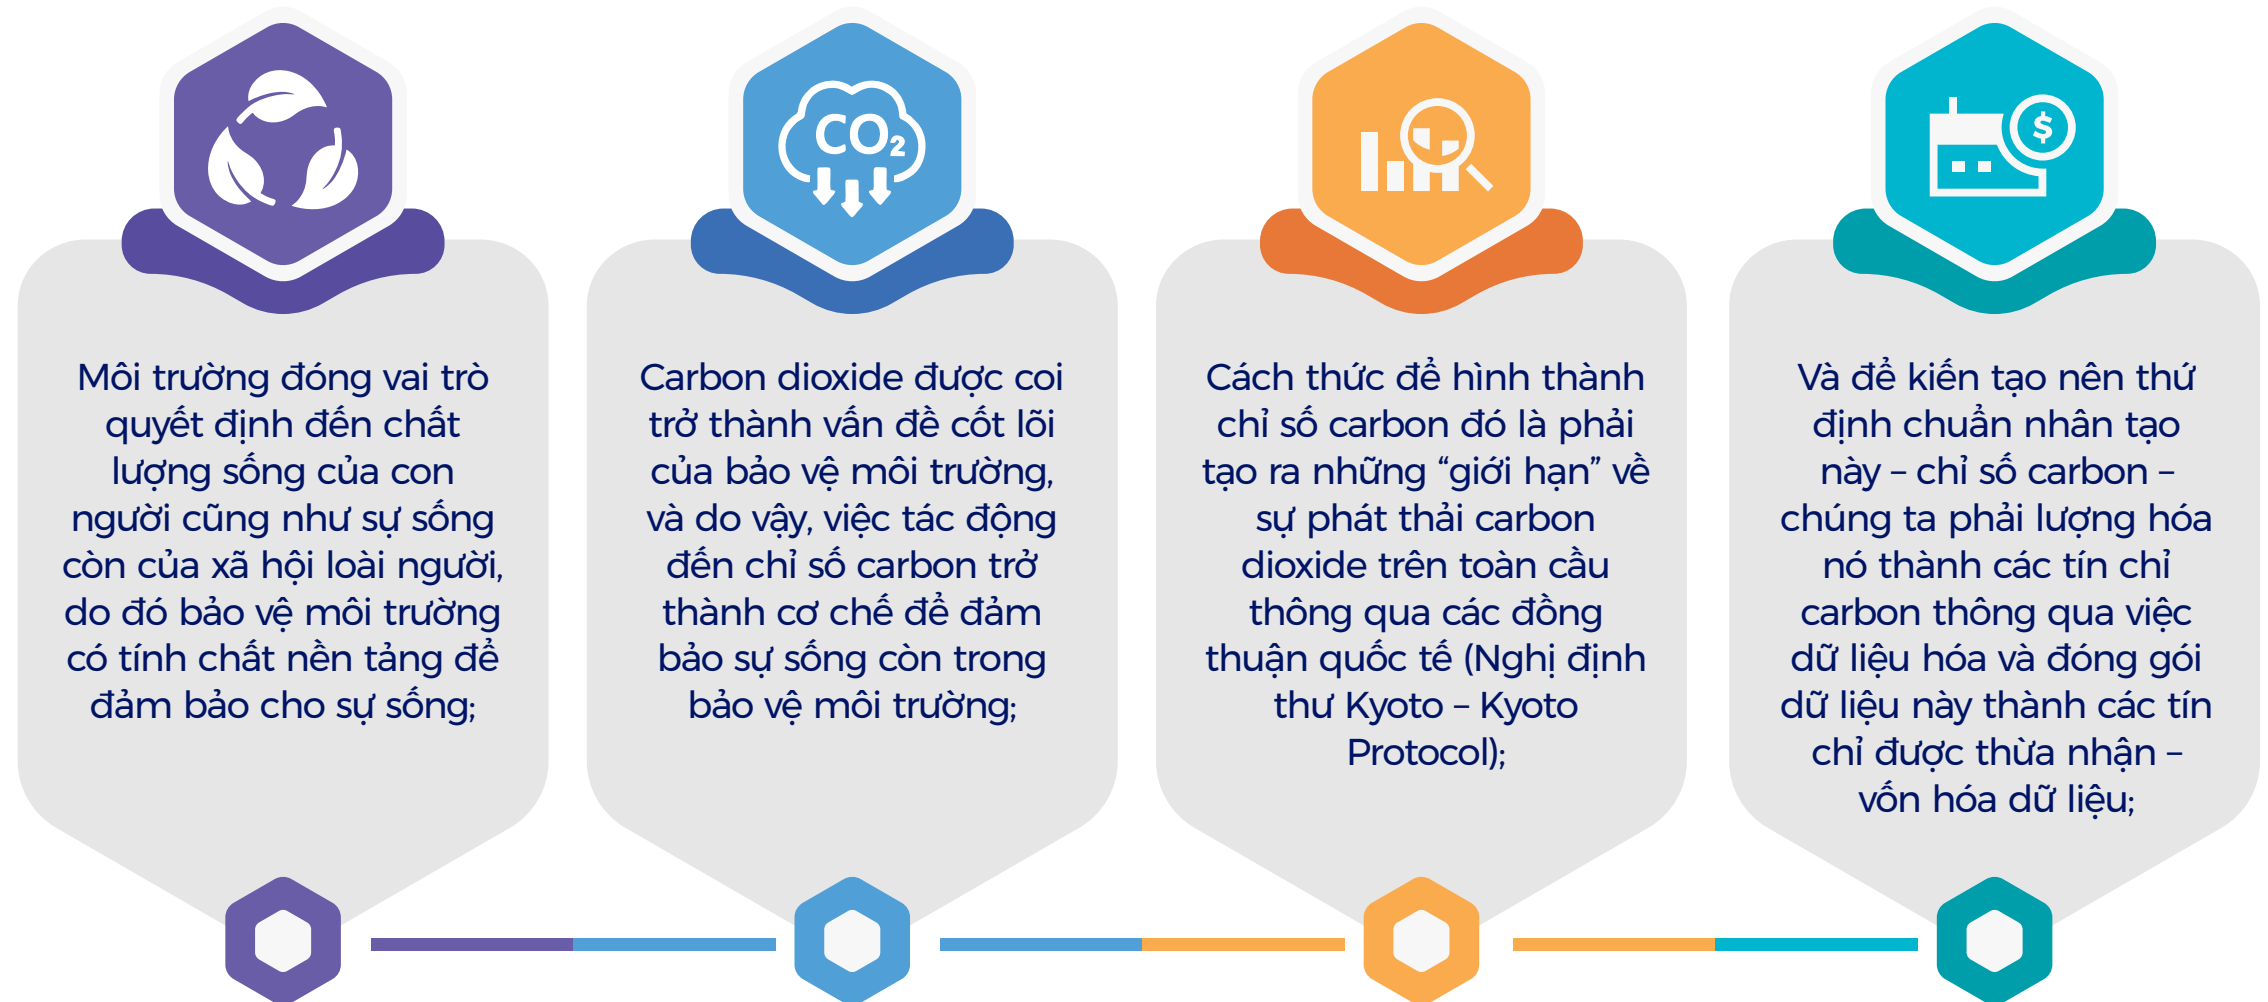 CO₂
$
Môi trường đóng vai trò
quyết định đến chất
lượng sống của con
người cũng như sự sống
còn của xã hội loài người,
do đó bảo vệ môi trường
có tính chất nền tảng để
đảm bảo cho sự sống;
Carbon dioxide được coi
trở thành vấn đề cốt lõi
của bảo vệ môi trường,
và do vậy, việc tác động
đến chỉ số carbon trở
thành cơ chế để đảm
bảo sự sống còn trong
bảo vệ môi trường;
Cách thức để hình thành
chỉ số carbon đó là phải
tạo ra những “giới hạn” về
sự phát thải carbon
dioxide trên toàn cầu
thông qua các đồng
thuận quốc tế (Nghị định
thư Kyoto – Kyoto
Protocol);
Và để kiến tạo nên thứ
định chuẩn nhân tạo
này – chỉ số carbon –
chúng ta phải lượng hóa
nó thành các tín chỉ
carbon thông qua việc
dữ liệu hóa và đóng gói
dữ liệu này thành các tín
chỉ được thừa nhận –
vốn hóa dữ liệu;